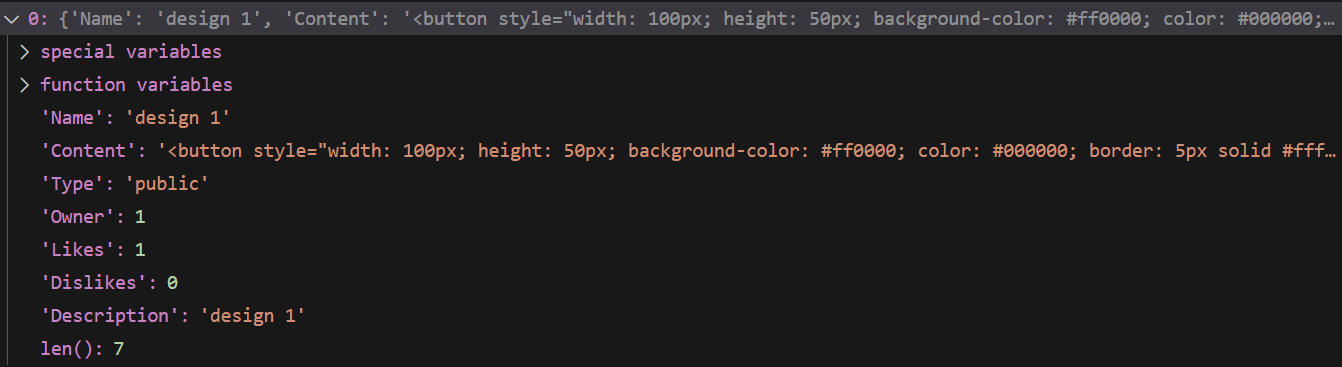 0: {'Name': 'design 1', 'Content': '<button style="width: 100px; height: 50px; background-color: #ff0000; color: #000000;…
special variables
function variables
'Name': 'design 1'
'Content': '<button style="width: 100px; height: 50px; background-color: #ff0000; color: #000000; border: 5px solid #fff…
'Type': 'public'
'Owner': 1
'Likes': 1
'Dislikes': 0
'Description': 'design 1'
len(): 7